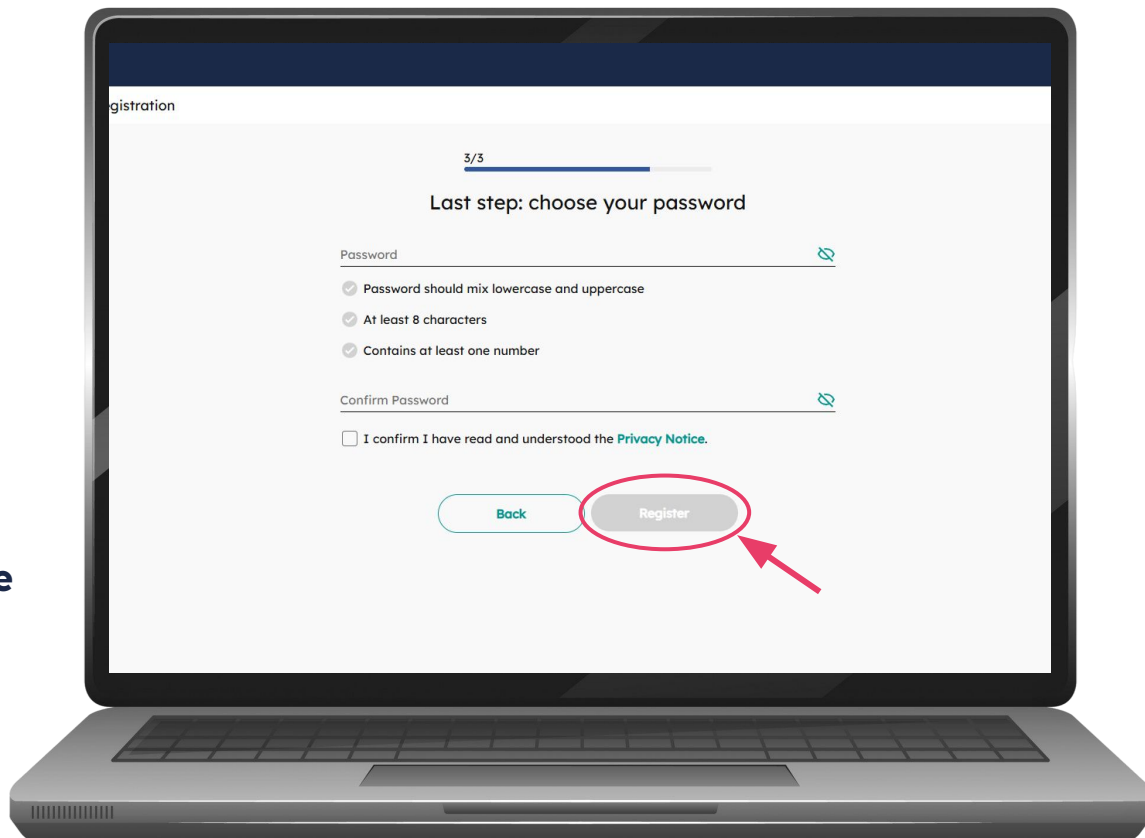 gistration
3/3
Last step: choose your password
Password
Password should mix lowercase and uppercase
At least 8 characters
Contains at least one number
Confirm Password
I confirm I have read and understood the Privacy Notice.
Back Register
e